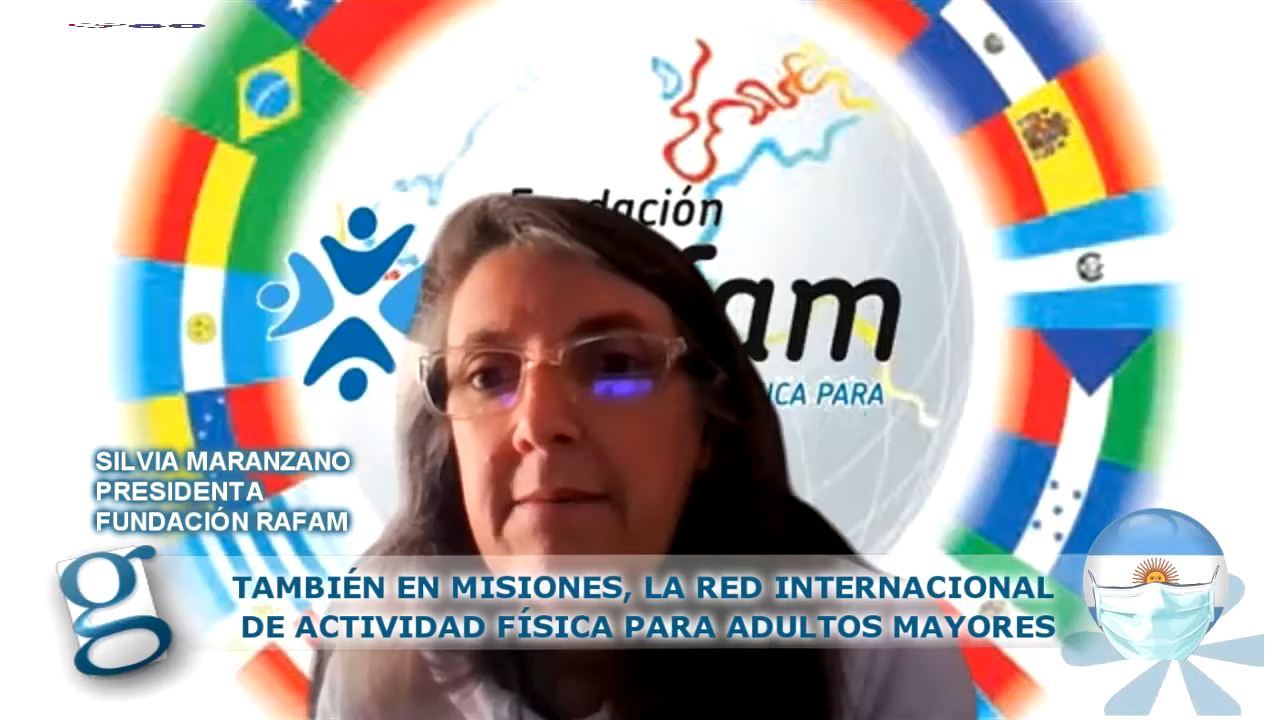 Fundación
fam
ICA PARA
SILVIA MARANZANO
PRESIDENTA
FUNDACIÓN RAFAM
g
TAMBIÉN EN MISIONES, LA RED INTERNACIONAL
DE ACTIVIDAD FÍSICA PARA ADULTOS MAYORES